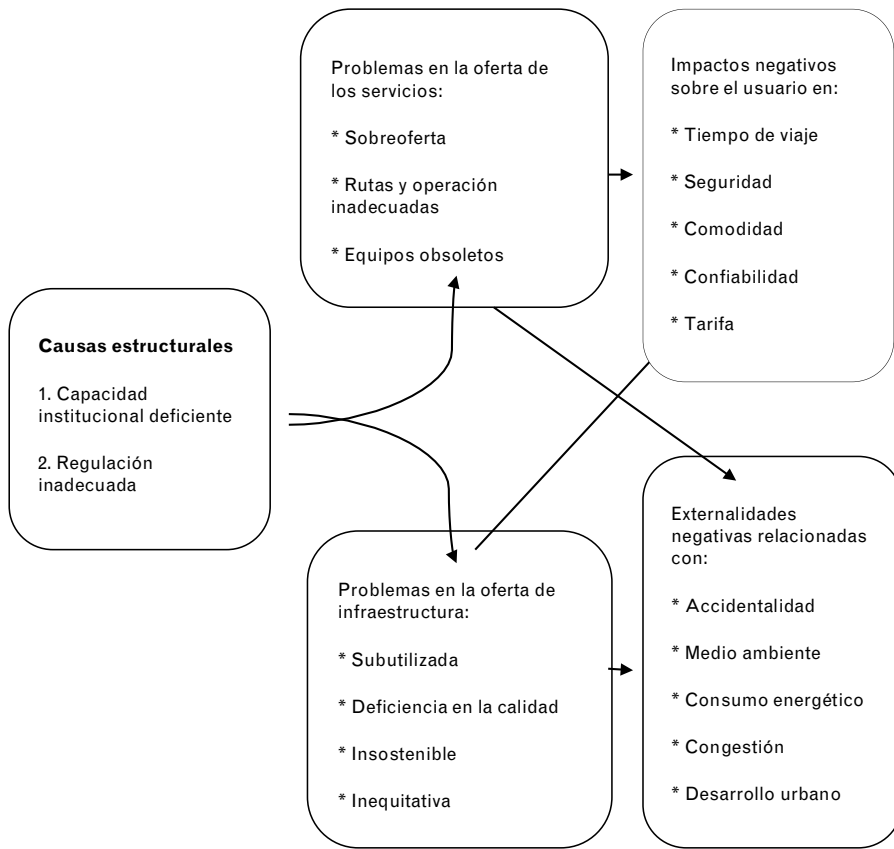 Problemas en la oferta de
los servicios:
* Sobreoferta
* Rutas y operación
inadecuadas
* Equipos obsoletos
Impactos negativos
sobre el usuario en:
* Tiempo de viaje
* Seguridad
* Comodidad
* Confiabilidad
* Tarifa
Causas estructurales
1. Capacidad
institucional deficiente
2. Regulación
inadecuada
Problemas en la oferta de
infraestructura:
* Subutilizada
* Deficiencia en la calidad
* Insostenible
* Inequitativa
Externalidades
negativas relacionadas
con:
* Accidentalidad
* Medio ambiente
* Consumo energético
* Congestión
* Desarrollo urbano